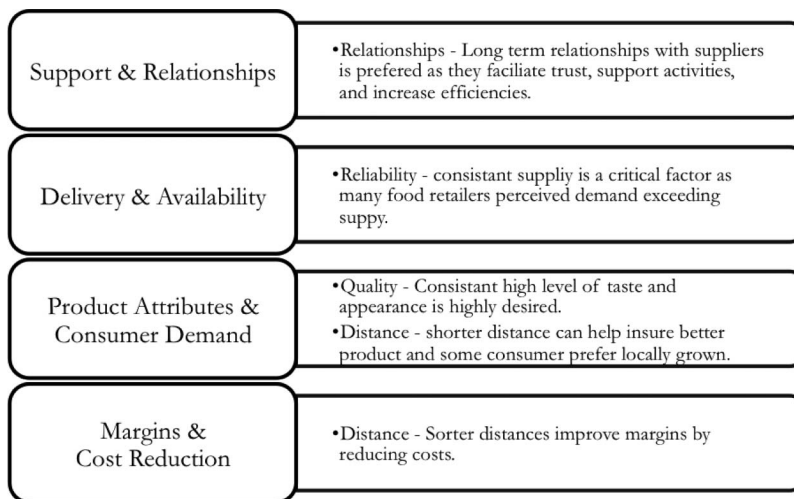 Support & Relationships
•Relationships - Long term relationships with suppliers
is prefered as they faciliate trust, support activities,
and increase efficiencies.
Delivery & Availability
•Reliability - consistant suppliy is a critical factor as
many food retailers perceived demand exceeding
suppy.
Product Attributes &
Consumer Demand
•Quality - Consistant high level of taste and
appearance is highly desired.
•Distance - shorter distance can help insure better
product and some consumer prefer locally grown.
Margins &
Cost Reduction
•Distance - Sorter distances improve margins by
reducing costs.